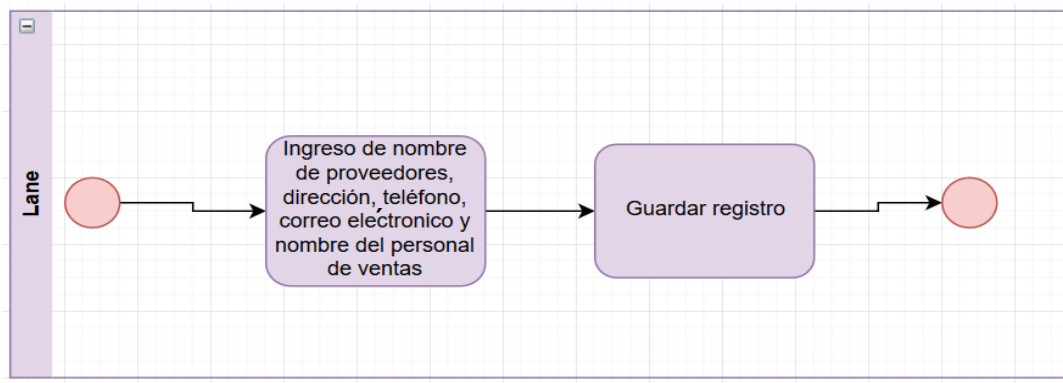 Lane
Ingreso de nombre
de proveedores,
dirección, teléfono,
correo electronico y
nombre del personal
de ventas
Guardar registro